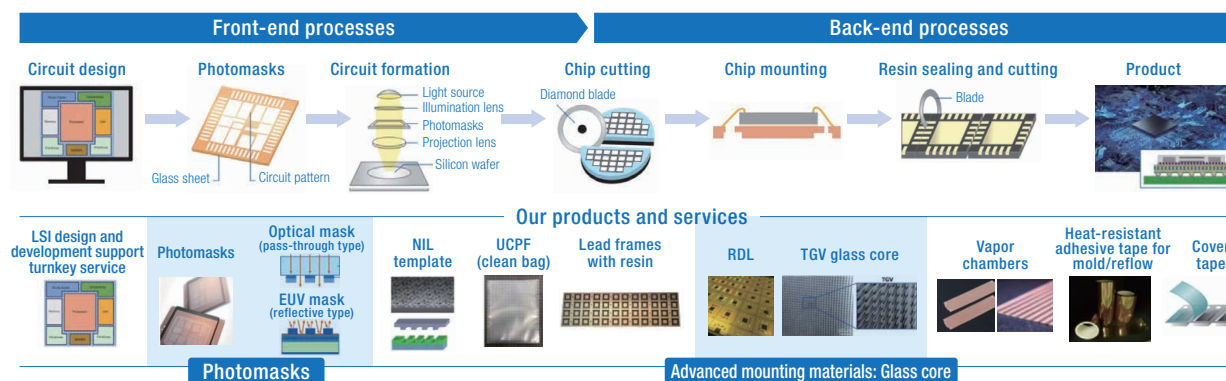 Front-end processes
Back-end processes
Circuit design
Photomasks
Circuit formation
Chip cutting
Chip mounting
Resin sealing and cutting
Product
Light source
Illumination lens
Photomasks
Projection lens
Silicon wafer
Glass sheet
Circuit pattern
Diamond blade
Blade
Our products and services
LSI design and
development support
turnkey service
Photomasks
Optical mask
(pass-through type)
EUV mask
(reflective type)
NIL
template
UCPF
(clean bag)
Lead frames
with resin
RDL
TGV glass core
TGV
Vapor
chambers
Heat-resistant
adhesive tape for
mold/reflow
Cover
tape
Photomasks
Advanced mounting materials: Glass core